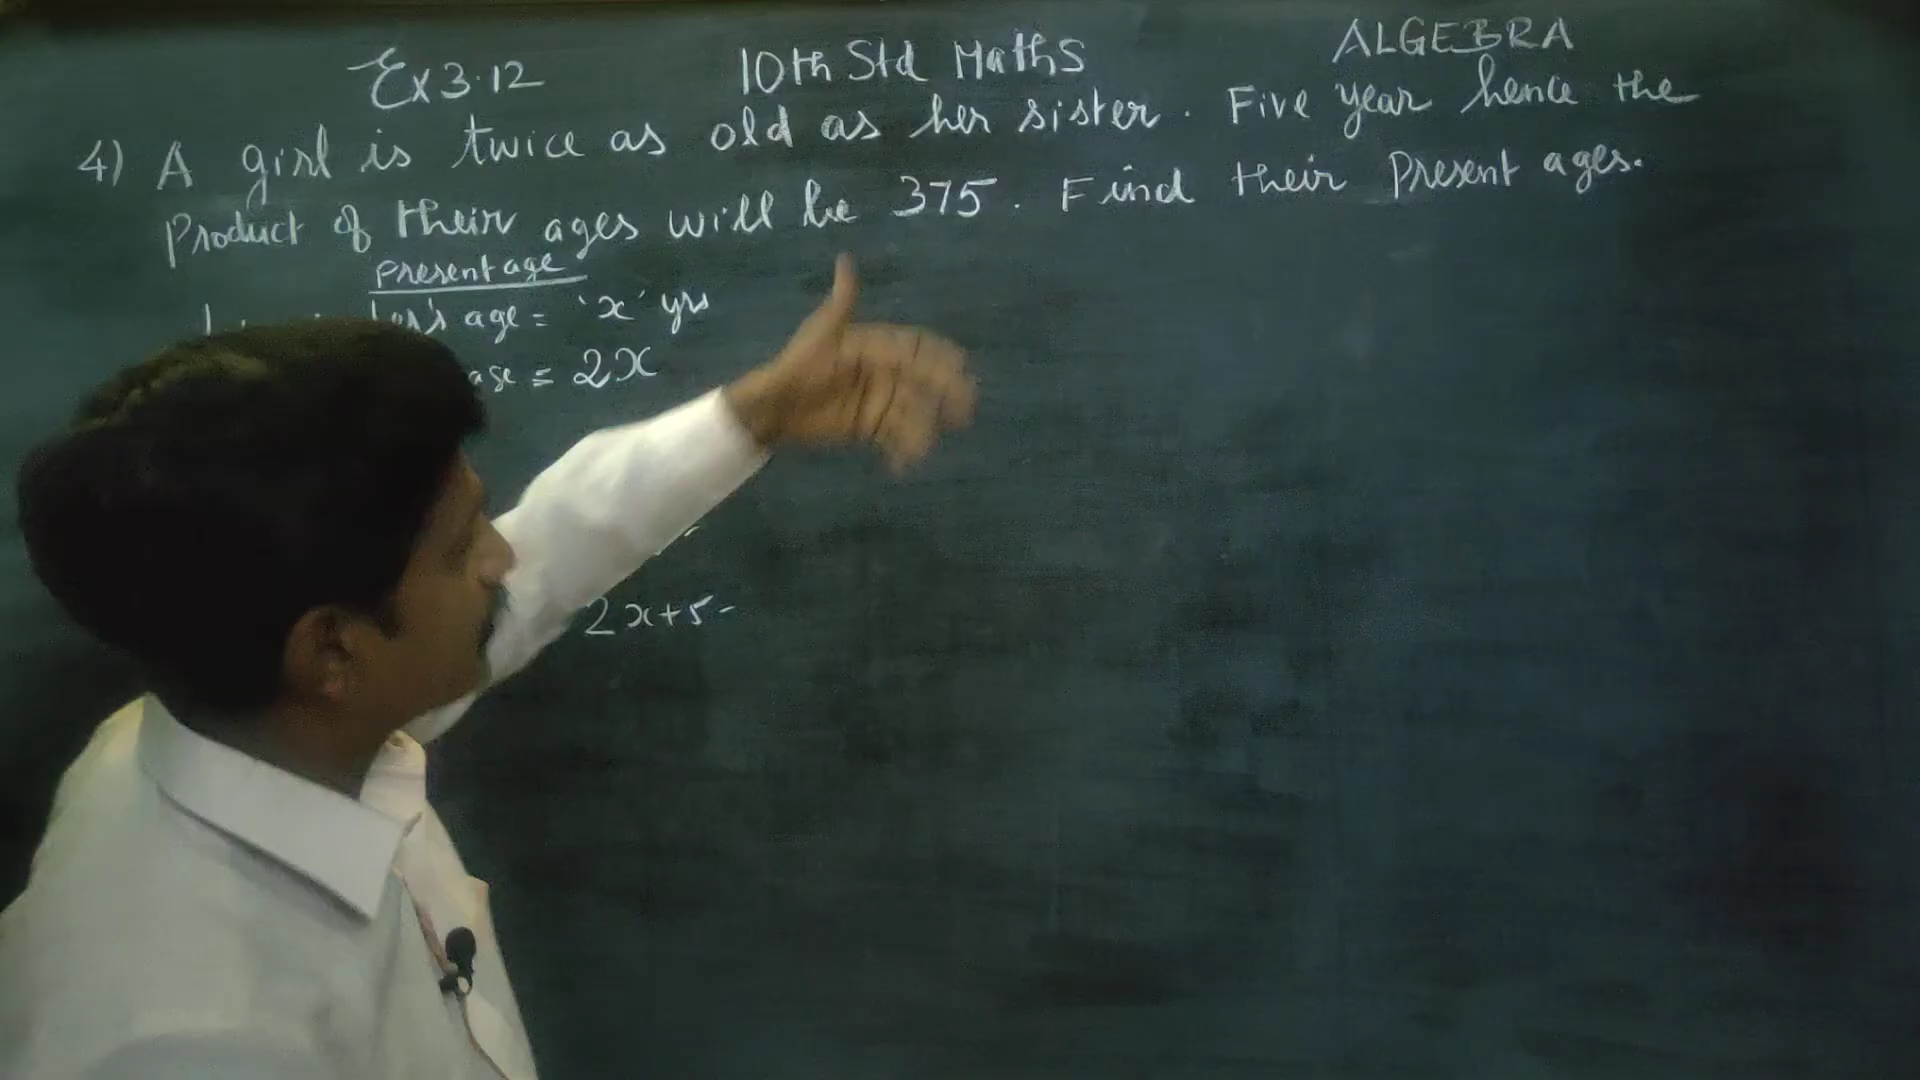 Ex 3.12 10th Std Maths ALGEBRA
4) A girl is twice as old as her sister. Five year hence the
Product of their ages will be 375. Find their Present ages.
Present age
age = 'x' yrs
age = 2x
2x+5-